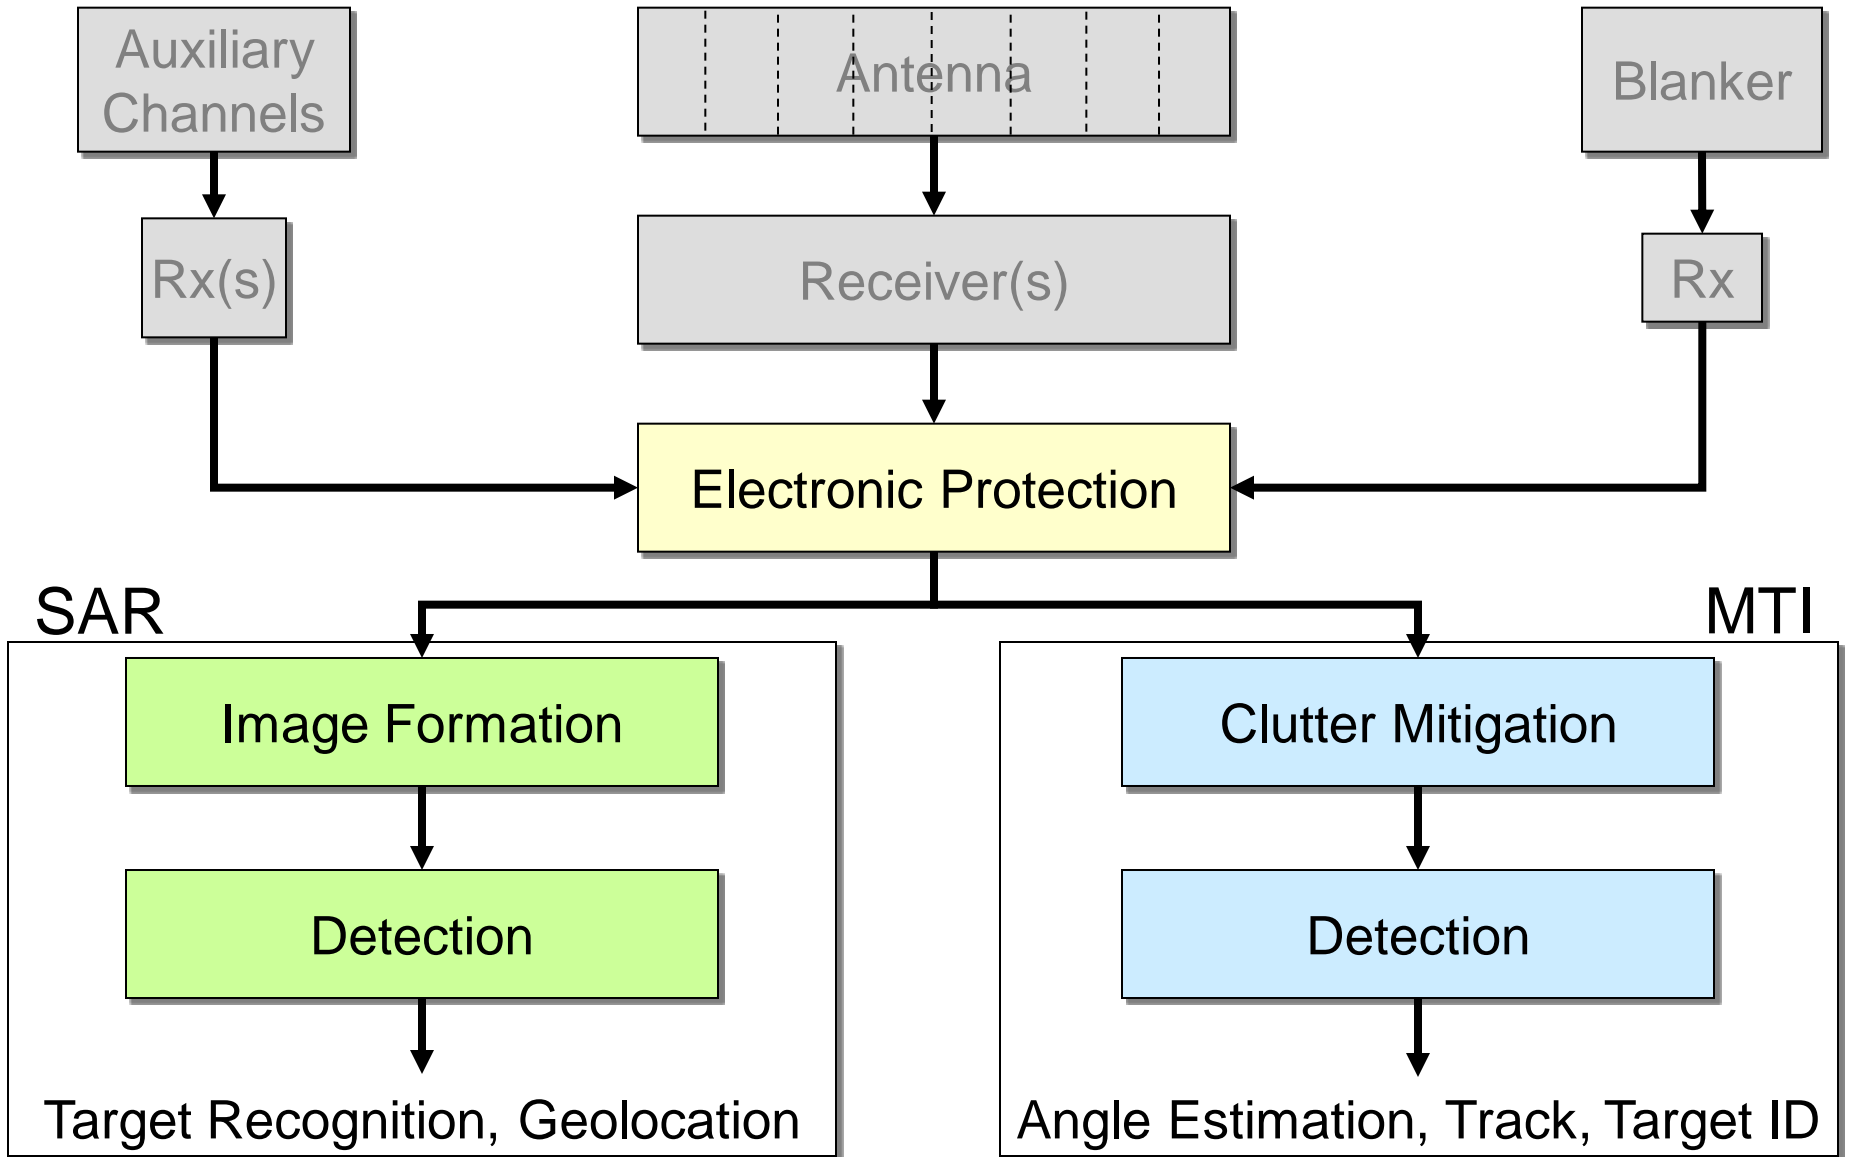 Auxiliary
Channels
Antenna
Blanker
Rx(s)
Receiver(s)
Rx
Electronic Protection
SAR
MTI
Image Formation
Clutter Mitigation
Detection
Detection
Target Recognition, Geolocation
Angle Estimation, Track, Target ID